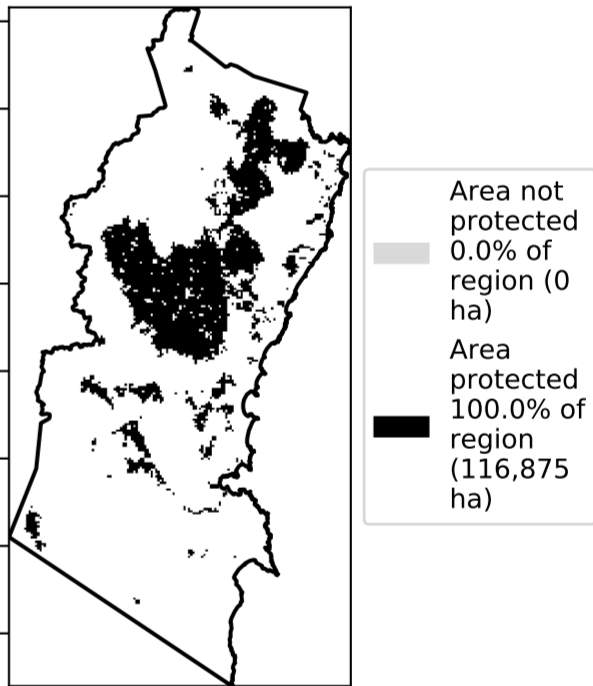 Area not
protected
0.0% of
region (0
ha)
Area
protected
100.0% of
region
(116,875
ha)